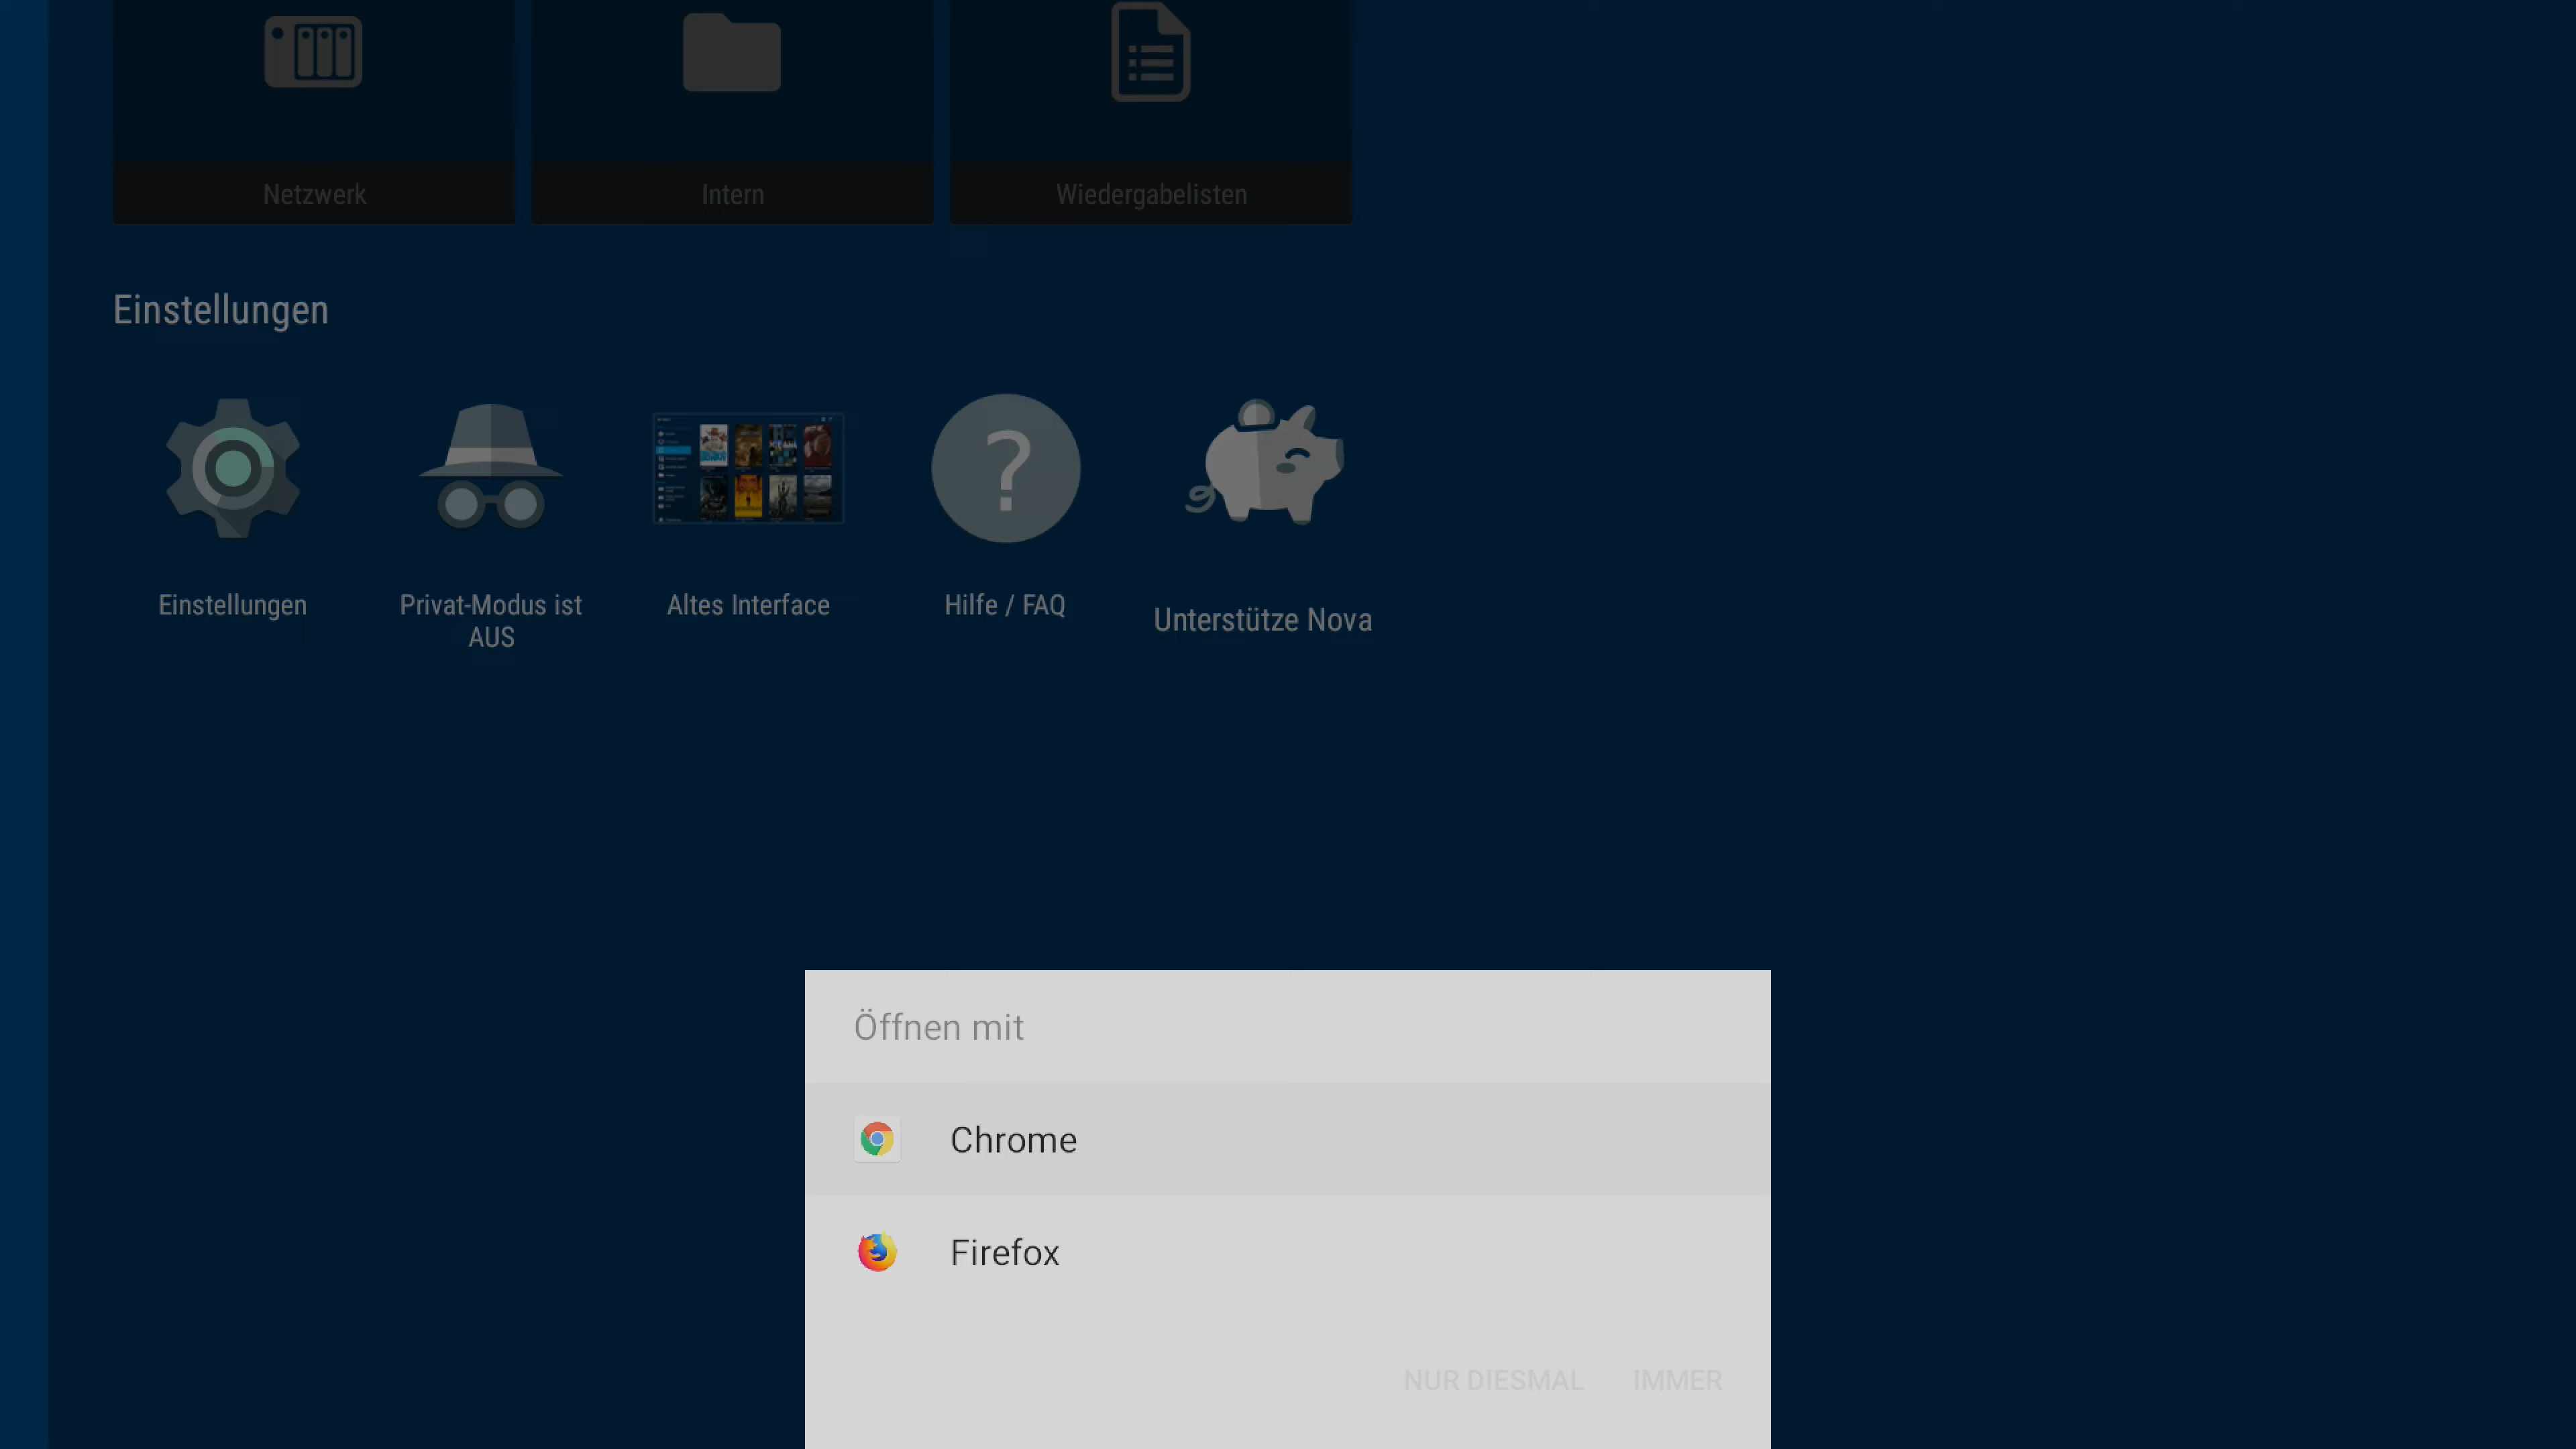 Netzwerk
Intern
Wiedergabelisten
Einstellungen
Einstellungen
Privat-Modus ist
AUS
Altes Interface
?
Hilfe / FAQ
Unterstütze Nova
Öffnen mit
Chrome
Firefox
NUR DIESMAL
IMMER